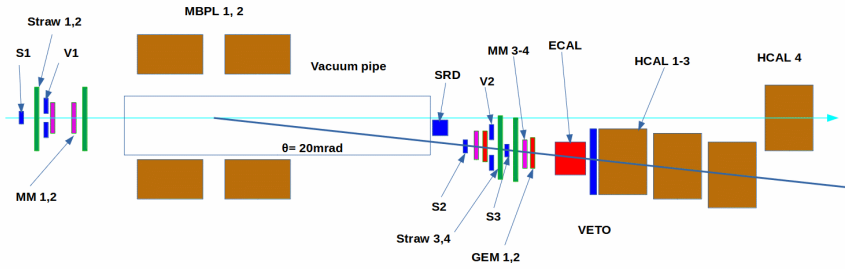 MBPL 1, 2
Straw 1,2
S1
V1
Vacuum pipe
SRD
V2
MM 3-4
ECAL
HCAL 1-3
HCAL 4
θ= 20mrad
MM 1,2
S2
S3
Straw 3,4
GEM 1,2
VETO